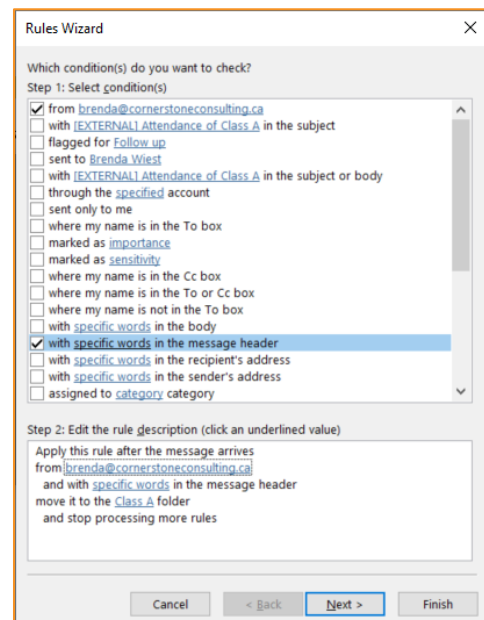 Rules Wizard
Which condition(s) do you want to check?
Step 1: Select condition(s)
from brenda@cornerstoneconsulting.ca
with [EXTERNAL] Attendance of Class A in the subject
flagged for Follow up
sent to Brenda Wiest
with [EXTERNAL] Attendance of Class A in the subject or body
through the specified account
sent only to me
where my name is in the To box
marked as importance
marked as sensitivity
where my name is in the Cc box
where my name is in the To or Cc box
where my name is not in the To box
with specific words in the body
with specific words in the message header
with specific words in the recipient's address
with specific words in the sender's address
assigned to category category
Step 2: Edit the rule description (click an underlined value)
Apply this rule after the message arrives
from brenda@cornerstoneconsulting.ca
and with specific words in the message header
move it to the Class A folder
and stop processing more rules
Cancel < Back Next > Finish